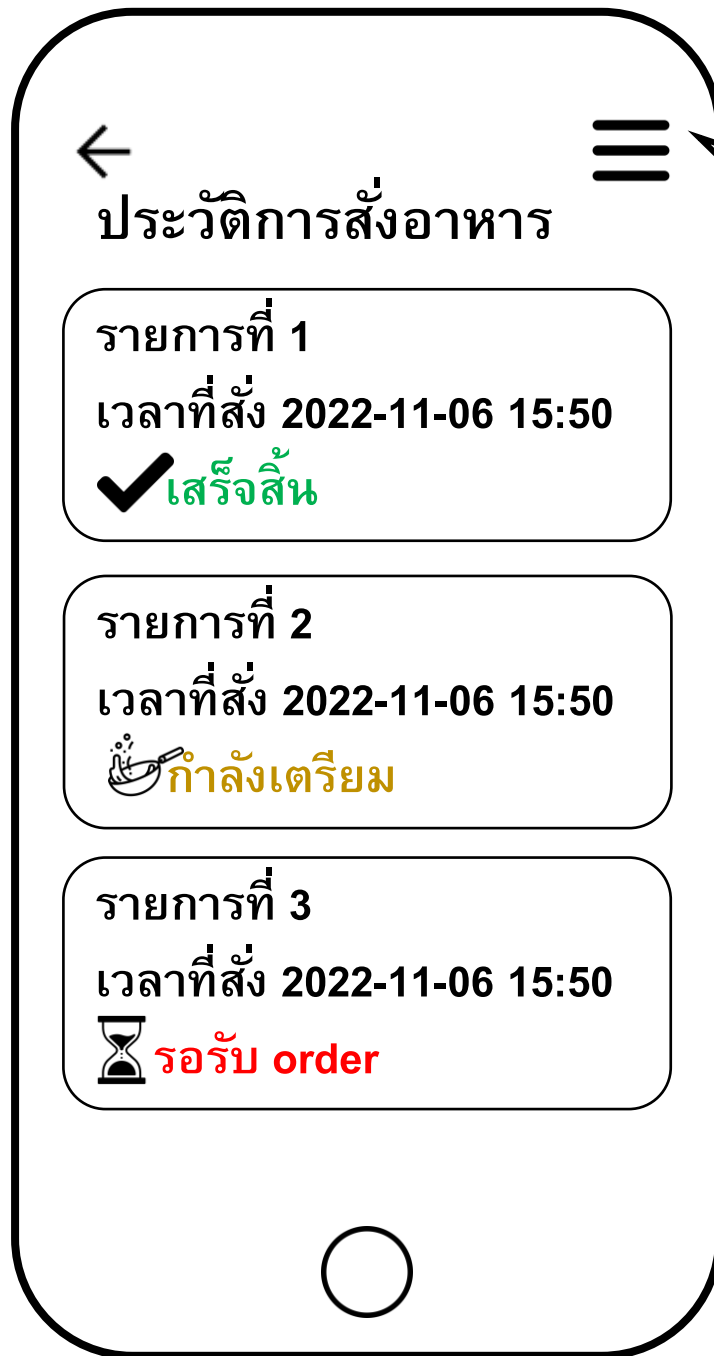 ประวัติการสั่งอาหาร
รายการที่ 1
เวลาที่สั่ง 2022-11-06 15:50
เสร็จสิ้น
รายการที่ 2
เวลาที่สั่ง 2022-11-06 15:50
กำลังเตรียม
รายการที่ 3
เวลาที่สั่ง 2022-11-06 15:50
รอรับ order